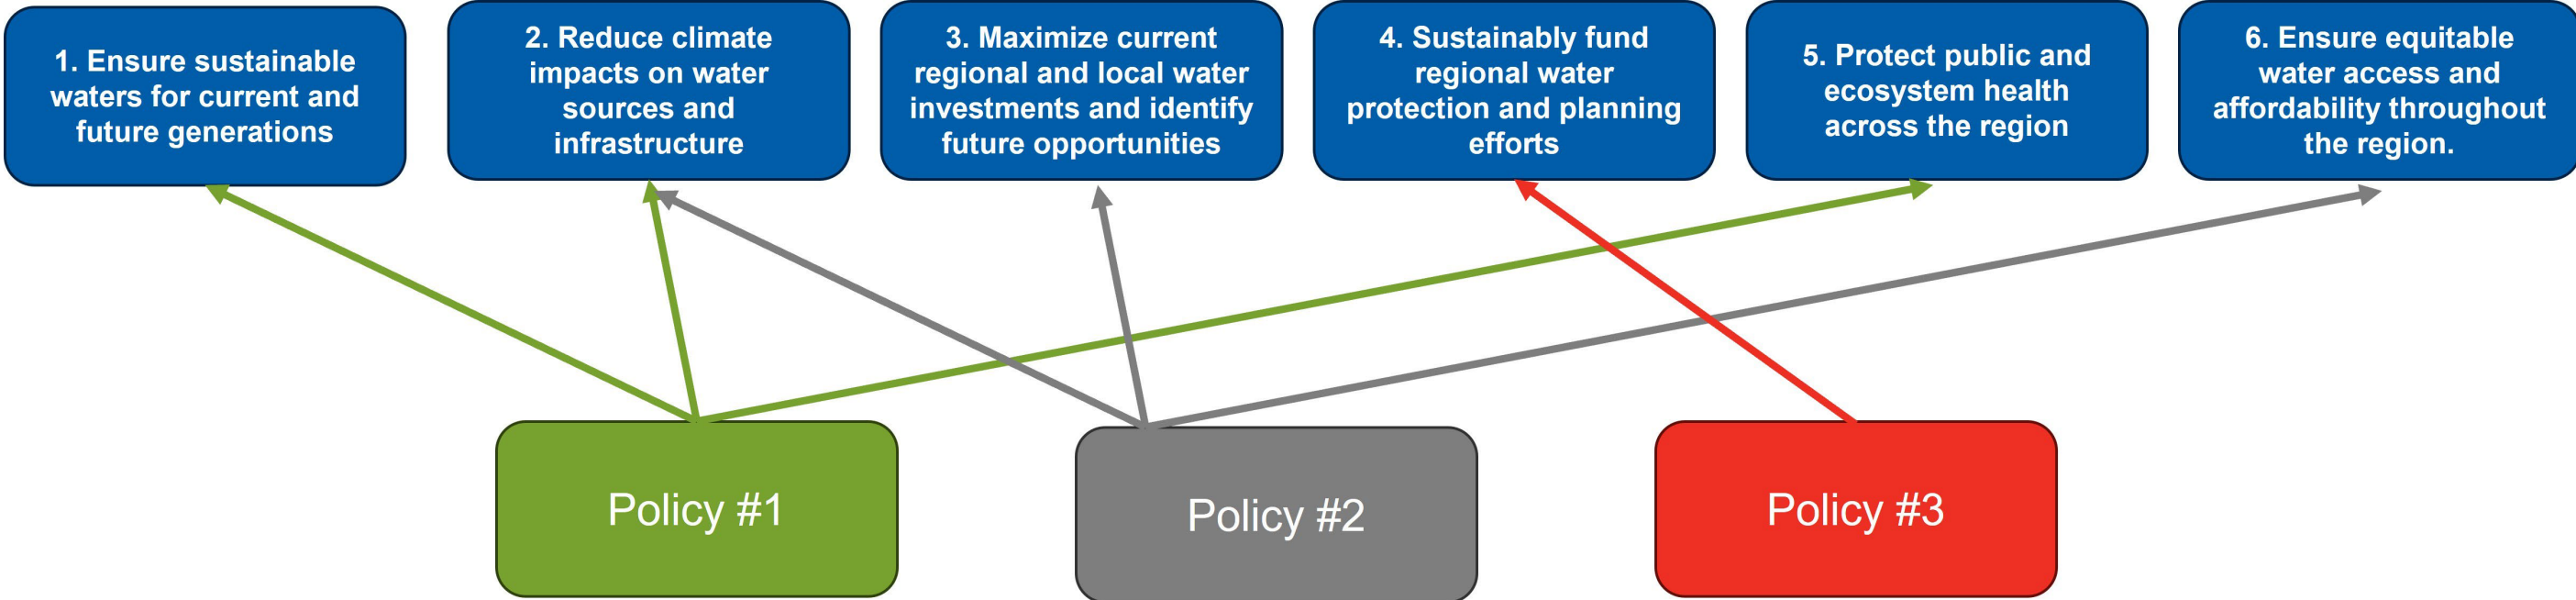 1. Ensure sustainable
waters for current and
future generations
2. Reduce climate
impacts on water
sources and
infrastructure
3. Maximize current
regional and local water
investments and identify
future opportunities
4. Sustainably fund
regional water
protection and planning
efforts
5. Protect public and
ecosystem health
across the region
6. Ensure equitable
water access and
affordability throughout
the region.
Policy #1
Policy #2
Policy #3